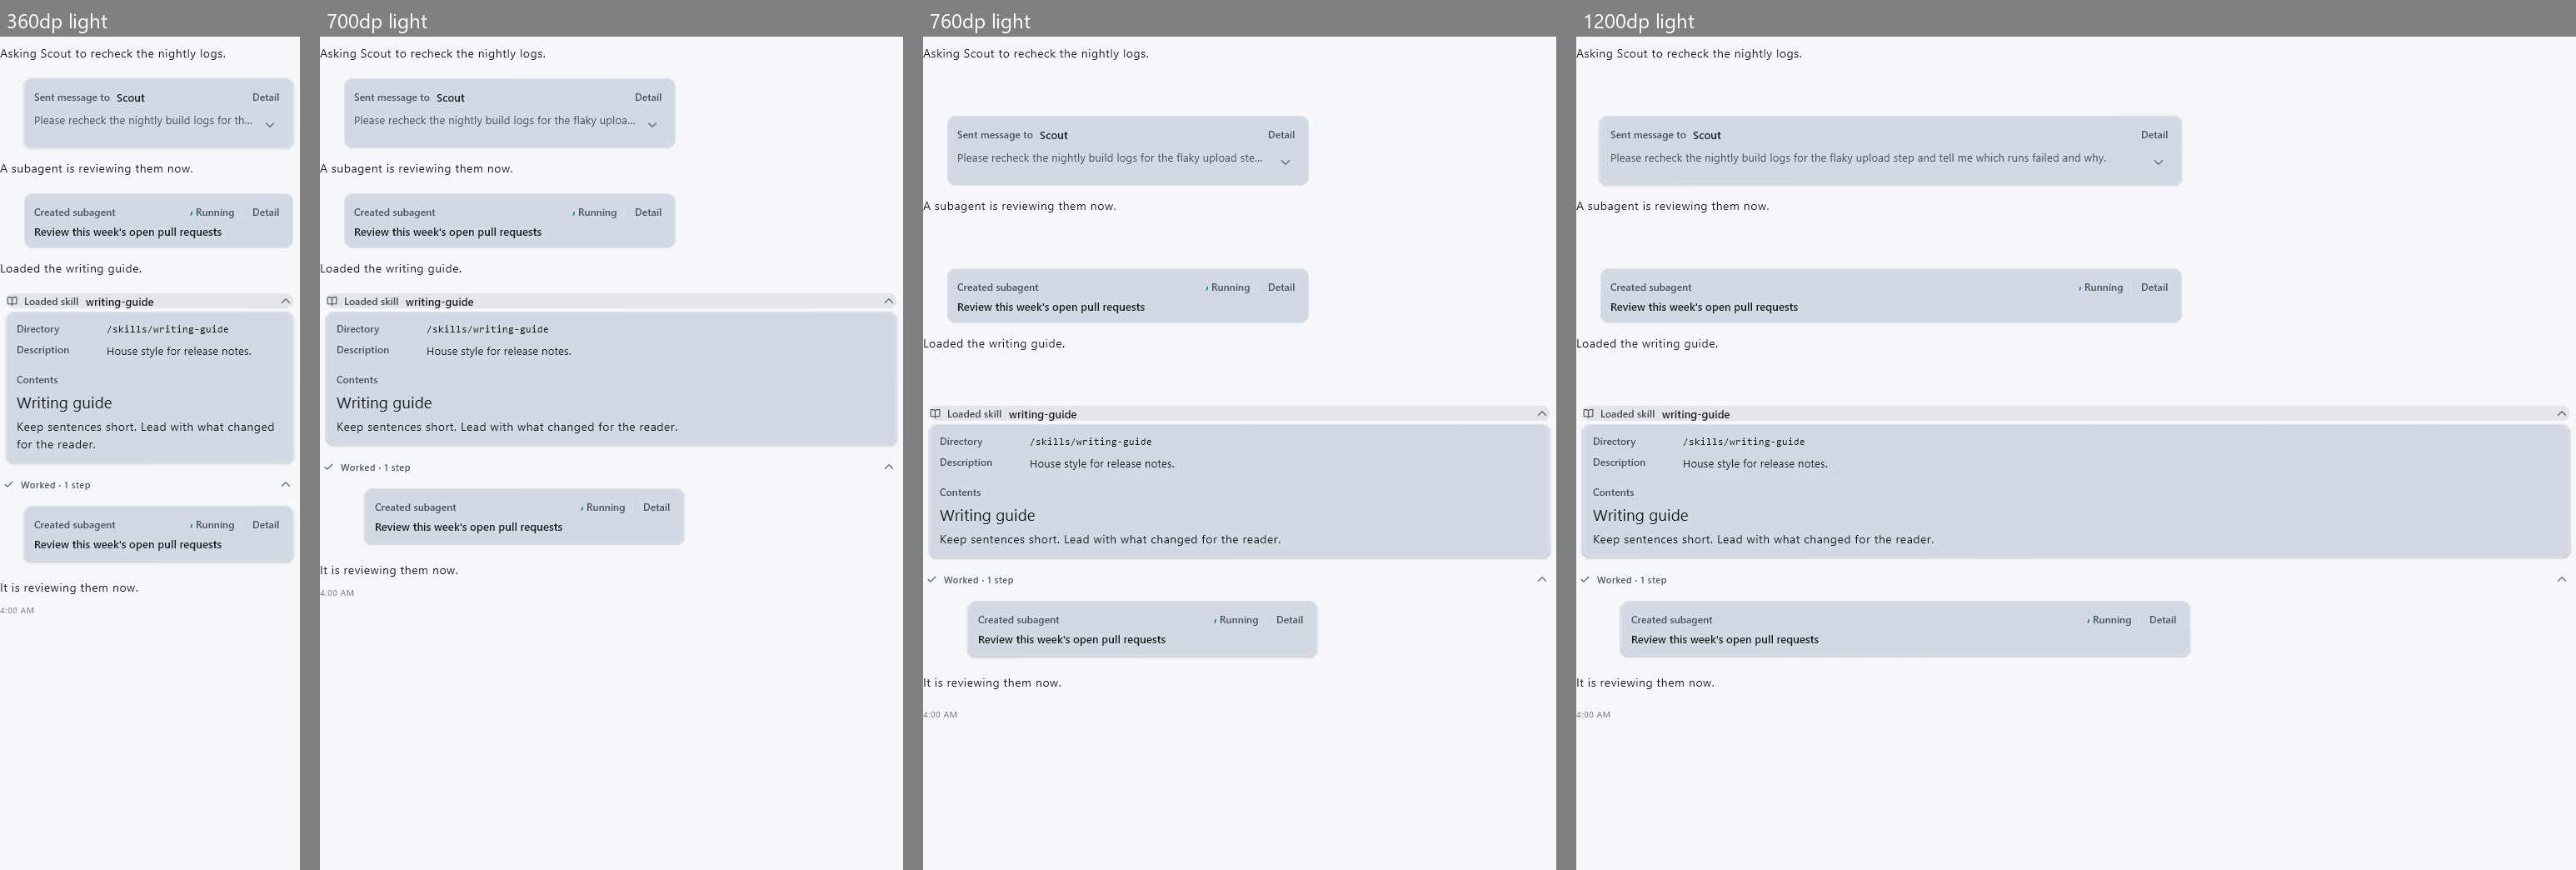 360dp light
Asking Scout to recheck the nightly logs.
Sent message to Scout Detail
Please recheck the nightly build logs for th...
A subagent is reviewing them now.
Created subagent Running Detail
Review this week's open pull requests
Loaded the writing guide.
Loaded skill writing-guide
Directory /skills/writing-guide
Description House style for release notes.
Contents
Writing guide
Keep sentences short. Lead with what changed
for the reader.
Worked · 1 step
Created subagent Running Detail
Review this week's open pull requests
It is reviewing them now.
4:00 AM
700dp light
Asking Scout to recheck the nightly logs.
Sent message to Scout Detail
Please recheck the nightly build logs for the flaky uploa...
A subagent is reviewing them now.
Created subagent Running Detail
Review this week's open pull requests
Loaded the writing guide.
Loaded skill writing-guide
Directory /skills/writing-guide
Description House style for release notes.
Contents
Writing guide
Keep sentences short. Lead with what changed for the reader.
Worked · 1 step
Created subagent Running Detail
Review this week's open pull requests
It is reviewing them now.
4:00 AM
760dp light
Asking Scout to recheck the nightly logs.
Sent message to Scout Detail
Please recheck the nightly build logs for the flaky upload ste...
A subagent is reviewing them now.
Created subagent Running Detail
Review this week's open pull requests
Loaded the writing guide.
Loaded skill writing-guide
Directory /skills/writing-guide
Description House style for release notes.
Contents
Writing guide
Keep sentences short. Lead with what changed for the reader.
Worked · 1 step
Created subagent Running Detail
Review this week's open pull requests
It is reviewing them now.
4:00 AM
1200dp light
Asking Scout to recheck the nightly logs.
Sent message to Scout Detail
Please recheck the nightly build logs for the flaky upload step and tell me which runs failed and why.
A subagent is reviewing them now.
Created subagent Running Detail
Review this week's open pull requests
Loaded the writing guide.
Loaded skill writing-guide
Directory /skills/writing-guide
Description House style for release notes.
Contents
Writing guide
Keep sentences short. Lead with what changed for the reader.
Worked · 1 step
Created subagent Running Detail
Review this week's open pull requests
It is reviewing them now.
4:00 AM